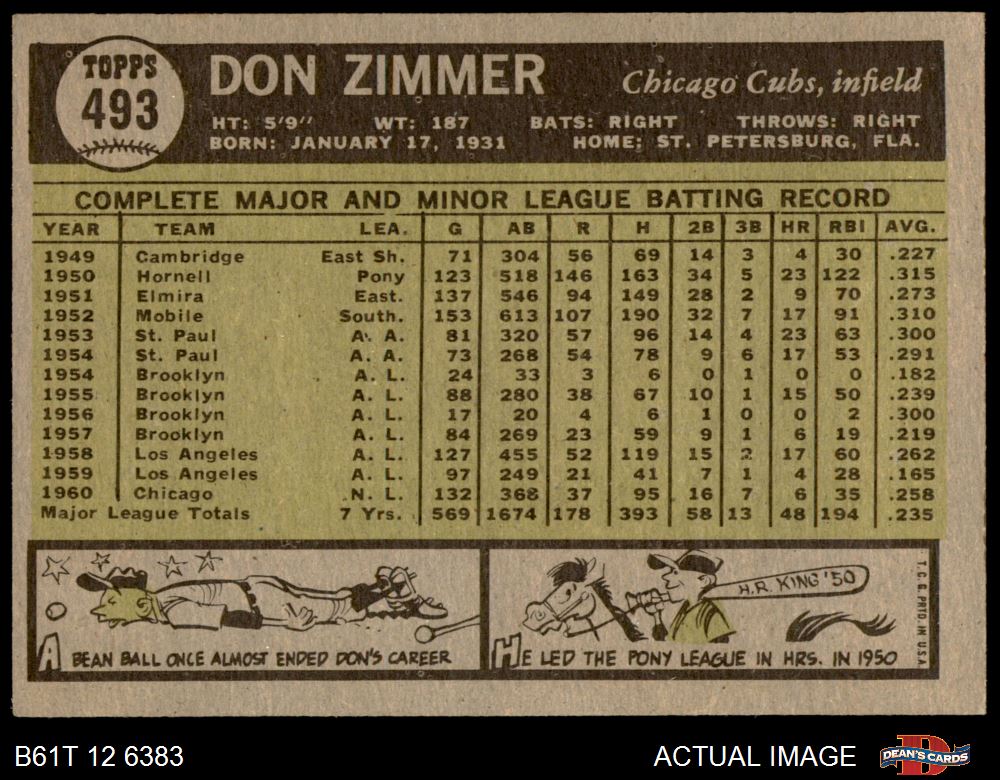 TOPPS
493
DON ZIMMER
Chicago Cubs, infield
HT: 5'9" WT: 187 BATS: RIGHT THROWS: RIGHT
BORN: JANUARY 17, 1931 HOME: ST. PETERSBURG, FLA.
COMPLETE MAJOR AND MINOR LEAGUE BATTING RECORD
YEAR TEAM LEA. G AB R H 2B 3B HR RBI AVG.
1949 Cambridge East Sh. 71 304 56 69 14 3 4 30 .227
1950 Hornell Pony 123 518 146 163 34 5 23 122 .315
1951 Elmira East. 137 546 94 149 28 2 9 70 .273
1952 Mobile South. 153 613 107 190 32 7 17 91 .310
1953 St. Paul A. A. 81 320 57 96 14 4 23 63 .300
1954 St. Paul A. A. 73 268 54 78 9 6 17 53 .291
1954 Brooklyn A. L. 24 33 3 6 0 1 0 0 .182
1955 Brooklyn A. L. 88 280 38 67 10 1 15 50 .239
1956 Brooklyn A. L. 17 20 4 6 1 0 0 2 .300
1957 Brooklyn A. L. 84 269 23 59 9 1 6 19 .219
1958 Los Angeles A. L. 127 455 52 119 15 2 17 60 .262
1959 Los Angeles A. L. 97 249 21 41 7 1 4 28 .165
1960 Chicago N. L. 132 368 37 95 16 7 6 35 .258
Major League Totals 7 Yrs. 569 1674 178 393 58 13 48 194 .235
A BEAN BALL ONCE ALMOST ENDED DON'S CAREER
H.R. KING '50
HE LED THE PONY LEAGUE IN HRS. IN 1950
T.C.G. PRTD. IN U.S.A
B61T 12 6383
ACTUAL IMAGE
DEAN'S CARDS